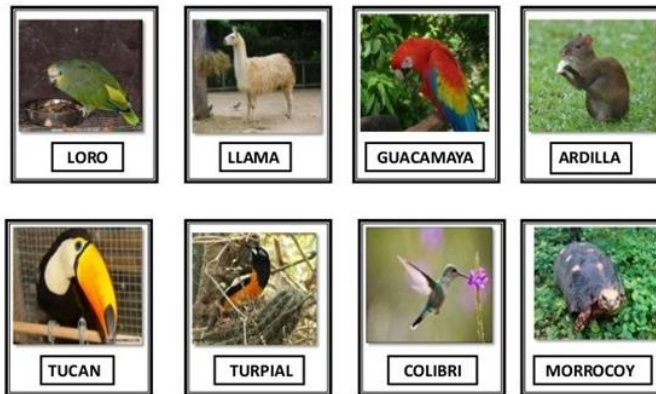 LORO
LLAMA
GUACAMAYA
ARDILLA
TUCAN
TURPIAL
COLIBRI
MORROCOY